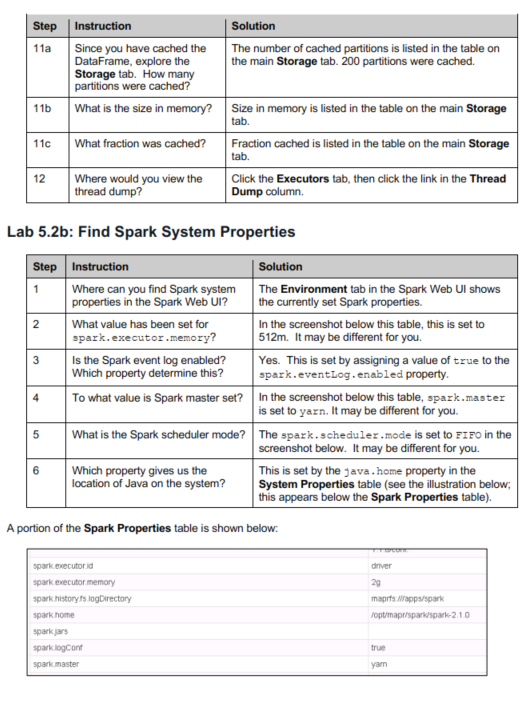 Step Instruction Solution
11a Since you have cached the The number of cached partitions is listed in the table on
DataFrame, explore the the main Storage tab. 200 partitions were cached.
Storage tab. How many
partitions were cached?
11b What is the size in memory? Size in memory is listed in the table on the main Storage
tab.
11c What fraction was cached? Fraction cached is listed in the table on the main Storage
tab.
12 Where would you view the Click the Executors tab, then click the link in the Thread
thread dump? Dump column.
Lab 5.2b: Find Spark System Properties
Step Instruction Solution
1 Where can you find Spark system The Environment tab in the Spark Web UI shows
properties in the Spark Web UI? the currently set Spark properties.
2 What value has been set for In the screenshot below this table, this is set to
spark.executor.memory? 512m. It may be different for you.
3 Is the Spark event log enabled? Yes. This is set by assigning a value of true to the
Which property determine this? spark.eventLog.enabled property.
4 To what value is Spark master set? In the screenshot below this table, spark.master
is set to yarn. It may be different for you.
5 What is the Spark scheduler mode? The spark.scheduler.mode is set to FIFO in the
screenshot below. It may be different for you.
6 Which property gives us the This is set by the java.home property in the
location of Java on the system? System Properties table (see the illustration below;
this appears below the Spark Properties table).
A portion of the Spark Properties table is shown below:
spark.executor.id driver
spark.executor.memory 2g
spark.history.fs.logDirectory maprfs:///apps/spark
spark.home /opt/mapr/spark/spark-2.1.0
spark.jars
spark.logConf true
spark.master yarn